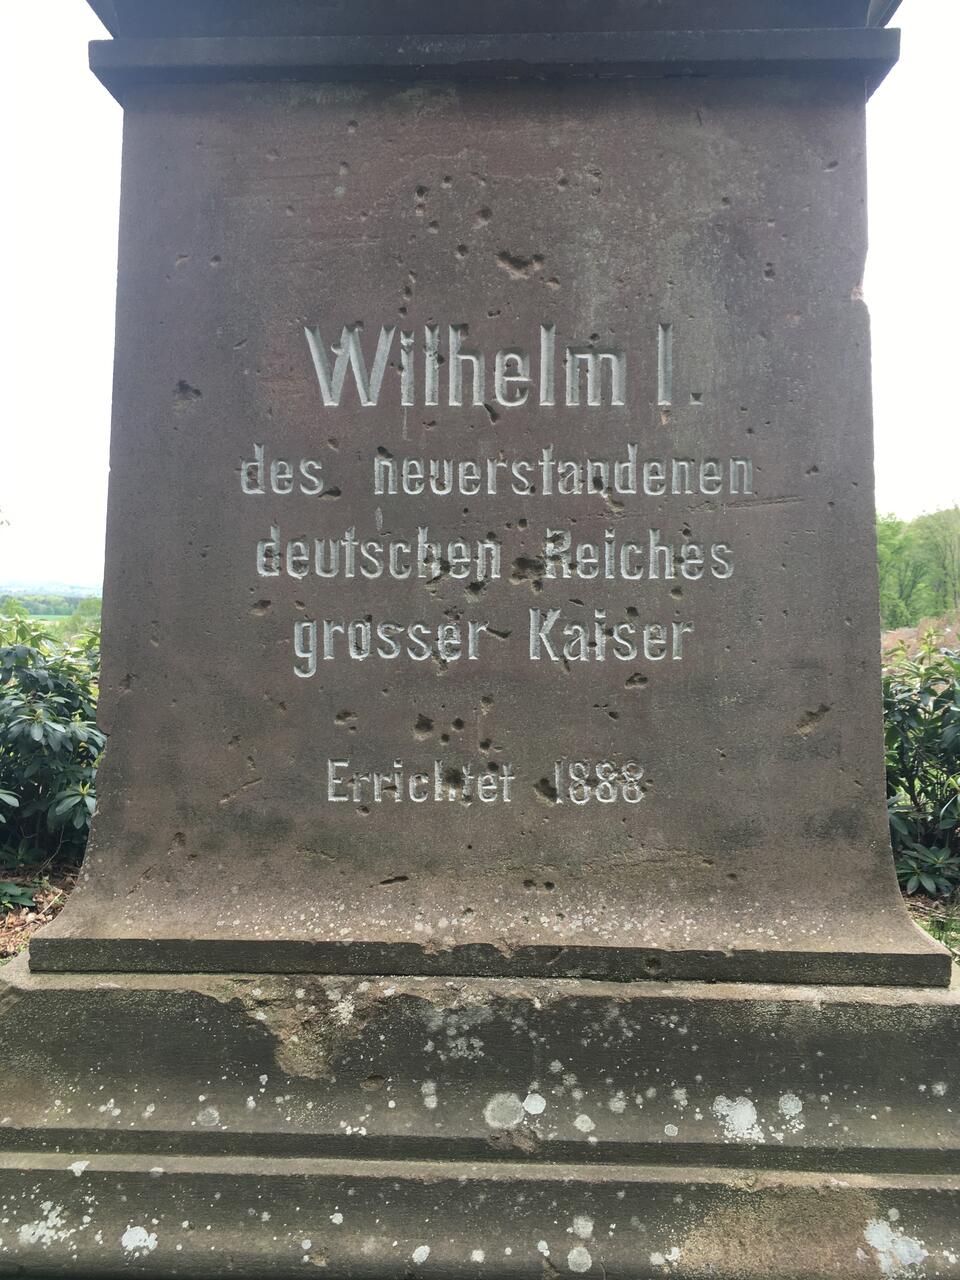 Wilhelm I.
des neuerstandenen
deutschen Reiches
grosser Kaiser
Errichtet 1888